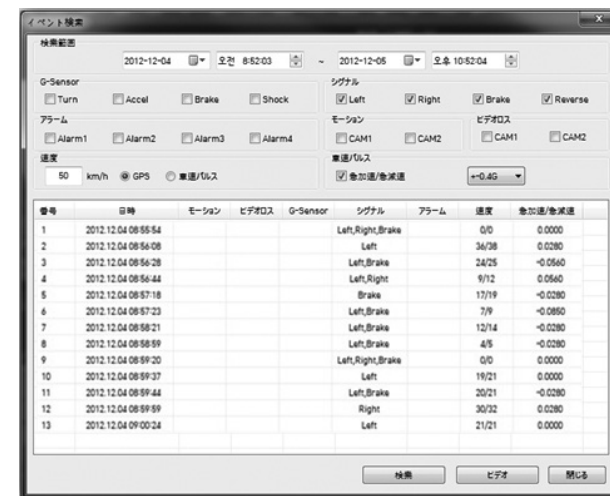 イベント検索
検索範囲
2012-12-04 오전 8:52:03 ~ 2012-12-05 오후 10:52:04
G-Sensor シグナル
Turn Accel Brake Shock Left Right Brake Reverse
アラーム モーション ビデオロス
Alarm1 Alarm2 Alarm3 Alarm4 CAM1 CAM2 CAM1 CAM2
速度 車速パルス
50 km/h GPS 車速パルス 急加速/急減速 +-0.4G
番号 日時 モーション ビデオロス G-Sensor シグナル アラーム 速度 急加速/急減速
1 2012.12.04 08:55:54 Left,Right,Brake 0/0 0.0000
2 2012.12.04 08:56:08 Left 36/38 0.0280
3 2012.12.04 08:56:28 Left,Brake 24/25 -0.0560
4 2012.12.04 08:56:44 Left,Right 9/12 0.0560
5 2012.12.04 08:57:18 Brake 17/19 -0.0280
6 2012.12.04 08:57:23 Left,Brake 7/9 -0.0850
7 2012.12.04 08:58:21 Left,Brake 12/14 -0.0280
8 2012.12.04 08:58:59 Left,Brake 4/5 -0.0280
9 2012.12.04 08:59:20 Left,Right,Brake 0/0 0.0000
10 2012.12.04 08:59:37 Left 19/21 0.0000
11 2012.12.04 08:59:44 Left,Brake 20/21 -0.0280
12 2012.12.04 08:59:59 Right 30/32 0.0280
13 2012.12.04 09:00:24 Left 21/21 0.0000
検索 ビデオ 閉じる